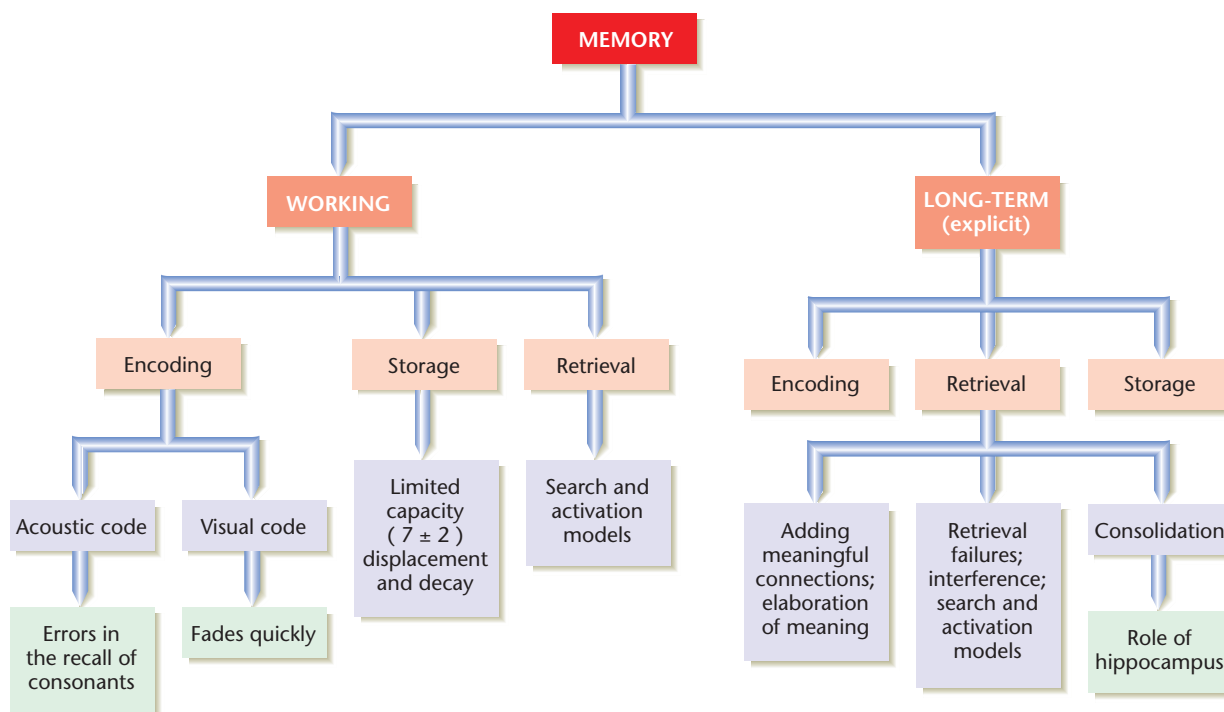 MEMORY
WORKING
LONG-TERM
(explicit)
Encoding
Storage
Retrieval
Encoding
Retrieval
Storage
Acoustic code
Visual code
Limited
capacity
( 7 ± 2 )
displacement
and decay
Search and
activation
models
Adding
meaningful
connections;
elaboration
of meaning
Retrieval
failures;
interference;
search and
activation
models
Consolidation
Errors in
the recall of
consonants
Fades quickly
Role of
hippocampus